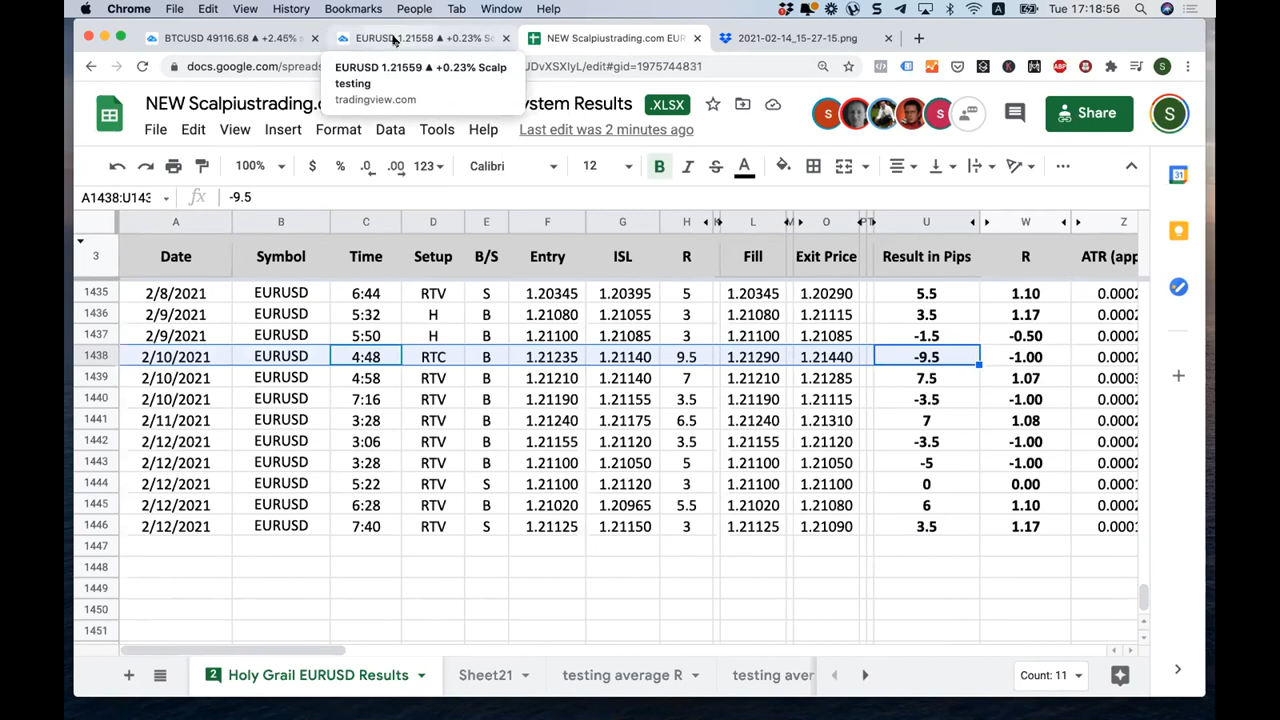 Chrome File Edit View History Bookmarks People Tab Window Help Tue 17:18:56
BTCUSD 49116.68 ▲ +2.45% EURUSD 1.21558 ▲ +0.23% Sc NEW Scalpiustrading.com EUR 2021-02-14_15-27-15.png
docs.google.com/spreads DvXSXIyL/edit#gid=1975744831
EURUSD 1.21559 ▲ +0.23% Scalp
testing
tradingview.com
NEW Scalpiustrading.co ystem Results .XLSX
Share
File Edit View Insert Format Data Tools Help Last edit was 2 minutes ago
100% $ % .0 .00 123 Calibri 12 B I S A
A1438:U143 fx -9.5
A B C D E F G H L O U W Z
3 Date Symbol Time Setup B/S Entry ISL R Fill Exit Price Result in Pips R ATR (app
1435 2/8/2021 EURUSD 6:44 RTV S 1.20345 1.20395 5 1.20345 1.20290 5.5 1.10 0.0002
1436 2/9/2021 EURUSD 5:32 H B 1.21080 1.21055 3 1.21080 1.21115 3.5 1.17 0.0002
1437 2/9/2021 EURUSD 5:50 H B 1.21100 1.21085 3 1.21100 1.21085 -1.5 -0.50 0.0002
1438 2/10/2021 EURUSD 4:48 RTC B 1.21235 1.21140 9.5 1.21290 1.21440 -9.5 -1.00 0.0002
1439 2/10/2021 EURUSD 4:58 RTV B 1.21210 1.21140 7 1.21210 1.21285 7.5 1.07 0.0003
1440 2/10/2021 EURUSD 7:16 RTV B 1.21190 1.21155 3.5 1.21190 1.21115 -3.5 -1.00 0.0002
1441 2/11/2021 EURUSD 3:28 RTV B 1.21240 1.21175 6.5 1.21240 1.21310 7 1.08 0.0002
1442 2/12/2021 EURUSD 3:06 RTV B 1.21155 1.21120 3.5 1.21155 1.21120 -3.5 -1.00 0.0002
1443 2/12/2021 EURUSD 3:28 RTV B 1.21100 1.21050 5 1.21100 1.21050 -5 -1.00 0.0002
1444 2/12/2021 EURUSD 5:22 RTV S 1.21100 1.21120 3 1.21100 1.21100 0 0.00 0.0002
1445 2/12/2021 EURUSD 6:28 RTV B 1.21020 1.20965 5.5 1.21020 1.21080 6 1.10 0.0002
1446 2/12/2021 EURUSD 7:40 RTV S 1.21125 1.21150 3 1.21125 1.21090 3.5 1.17 0.0001
1447
1448
1449
1450
1451
2 Holy Grail EURUSD Results Sheet21 testing average R testing aver Count: 11